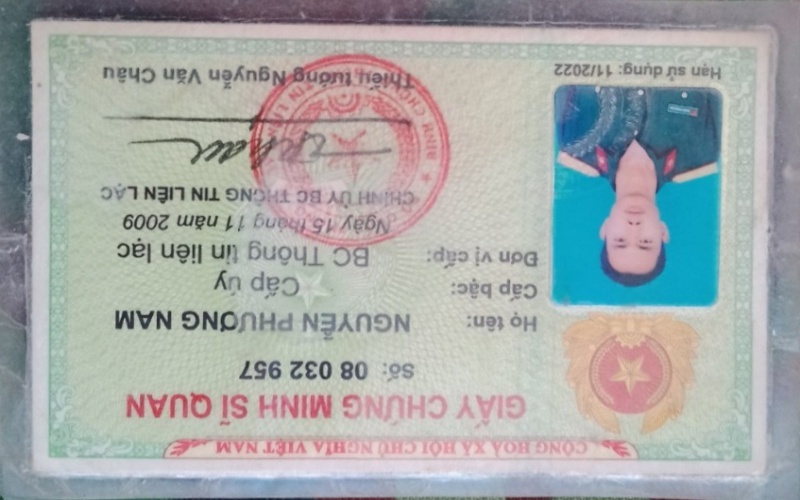 CỘNG HOÀ XÃ HỘI CHỦ NGHĨA VIỆT NAM
GIẤY CHỨNG MINH SĨ QUAN
Số: 08 032 957
Họ tên: NGUYỄN PHƯƠNG NAM
Cấp bậc: Cấp úy
Đơn vị cấp: BC Thông tin liên lạc
Ngày 15 tháng 11 năm 2009
CHÍNH ỦY BC THÔNG TIN LIÊN LẠC
Thiếu tướng Nguyễn Văn Châu
Hạn sử dụng: 11/2022